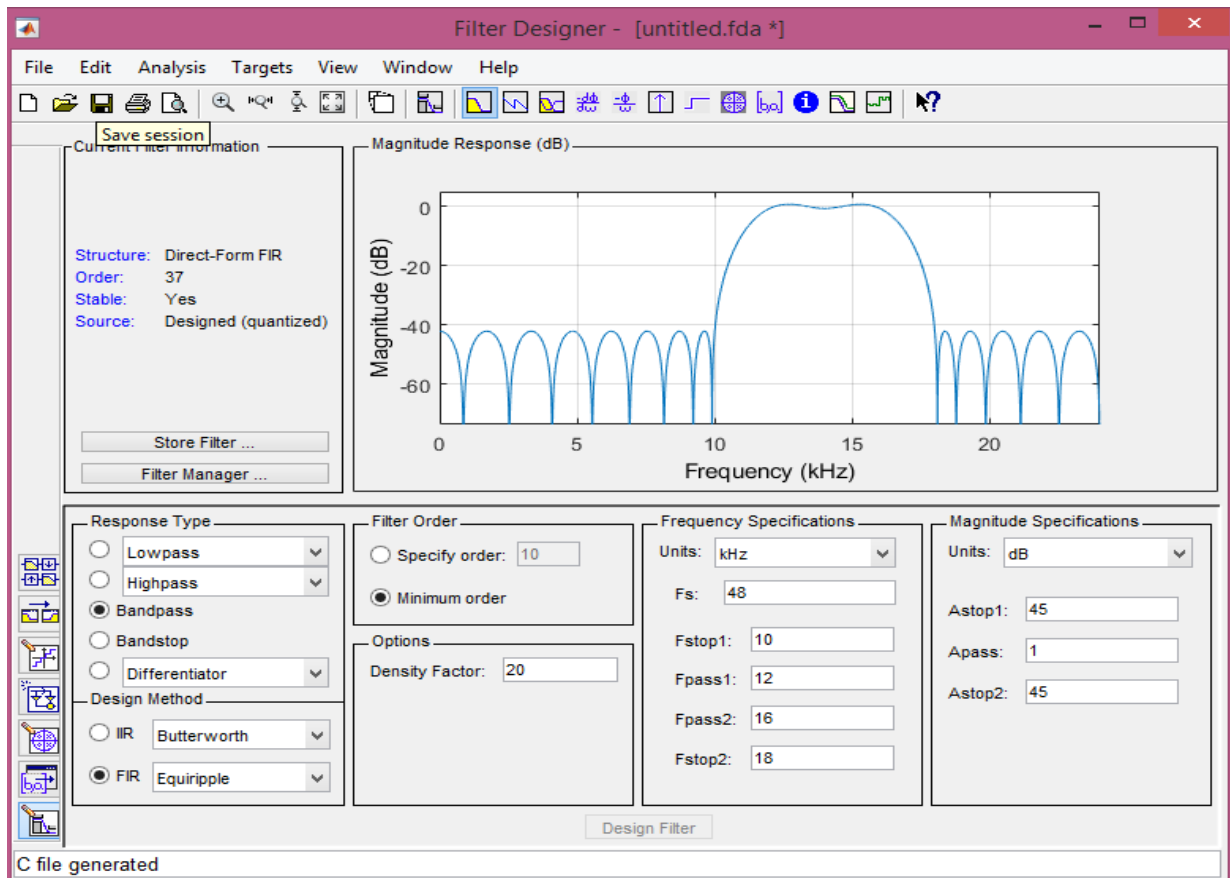 Filter Designer - [untitled.fda *]
File Edit Analysis Targets View Window Help
[b,a]
Save session
Current Filter Information
Structure: Direct-Form FIR
Order: 37
Stable: Yes
Source: Designed (quantized)
Store Filter ...
Filter Manager ...
Magnitude Response (dB)
Magnitude (dB)
0
-20
-40
-60
0 5 10 15 20
Frequency (kHz)
Response Type
Lowpass
Highpass
Bandpass
Bandstop
Differentiator
Design Method
IIR Butterworth
FIR Equiripple
Filter Order
Specify order: 10
Minimum order
Options
Density Factor: 20
Frequency Specifications
Units: kHz
Fs: 48
Fstop1: 10
Fpass1: 12
Fpass2: 16
Fstop2: 18
Magnitude Specifications
Units: dB
Astop1: 45
Apass: 1
Astop2: 45
Design Filter
C file generated